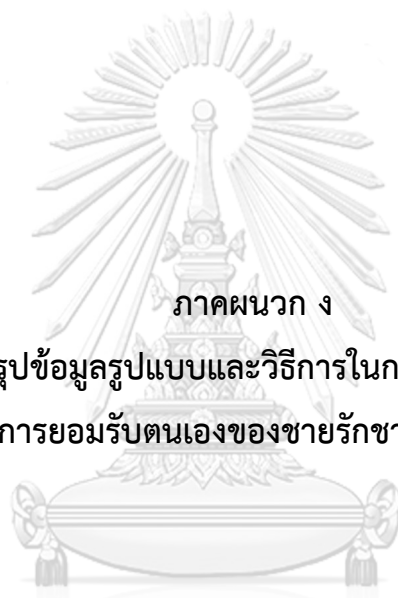 ภาคผนวก ง
รุปข้อมูลรูปแบบและวิธีการในก
การยอมรับตนเองของชายรักชา